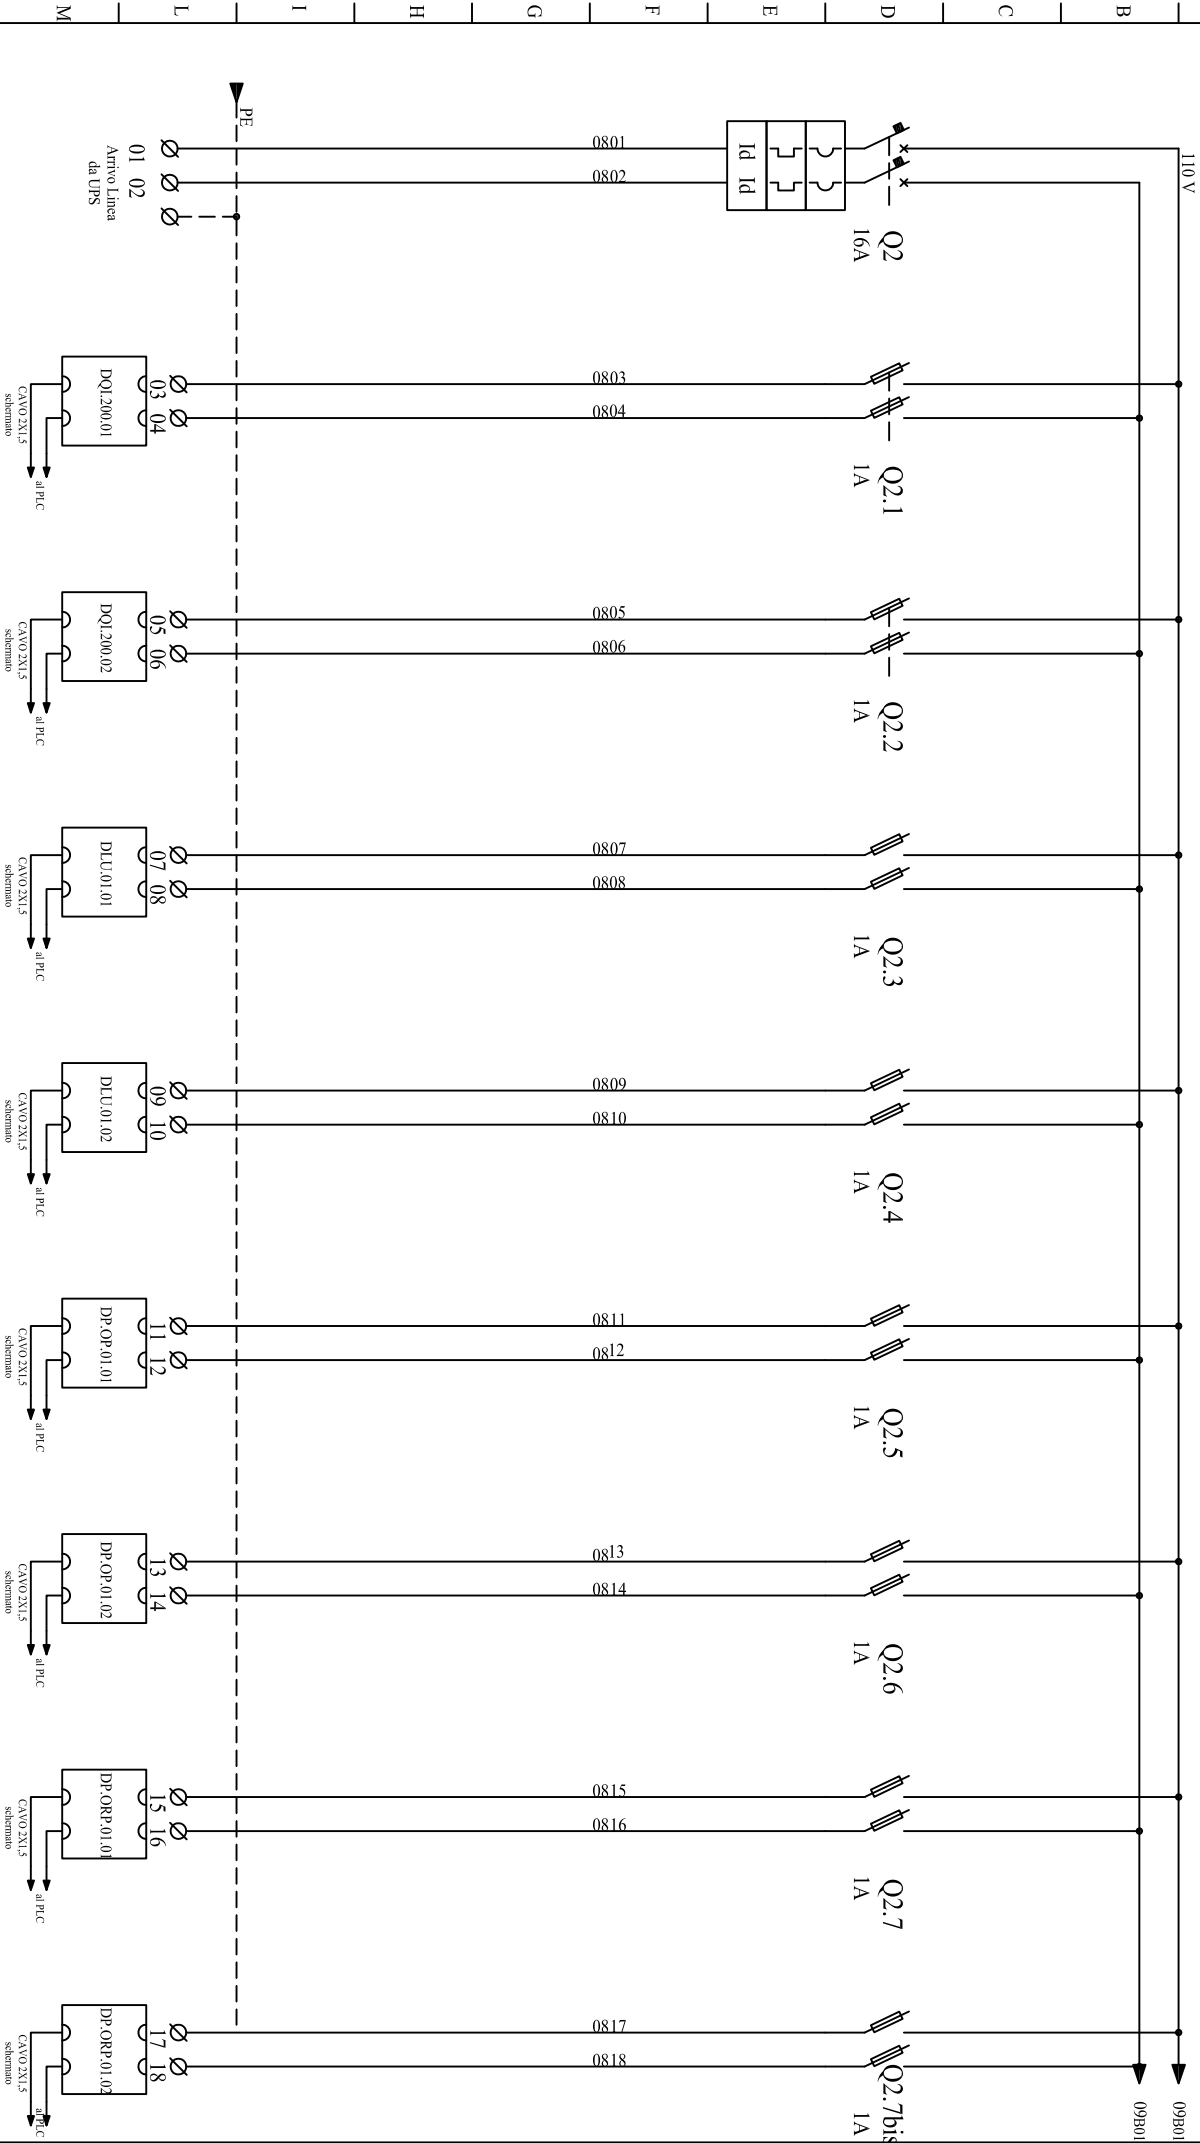 M
L
I
H
G
F
E
D
C
B
110 V
PE
01 02
Arrivo Linea
da UPS
0801
0802
Id Id
Q2
16A
0803
0804
Q2.1
1A
03 04
DQI.200.01
CAVO 2X1,5
schermato
al PLC
0805
0806
Q2.2
1A
05 06
DQI.200.02
CAVO 2X1,5
schermato
al PLC
0807
0808
Q2.3
1A
07 08
DLU.01.01
CAVO 2X1,5
schermato
al PLC
0809
0810
Q2.4
1A
09 10
DLU.01.02
CAVO 2X1,5
schermato
al PLC
0811
0812
Q2.5
1A
11 12
DP.OP.01.01
CAVO 2X1,5
schermato
al PLC
0813
0814
Q2.6
1A
13 14
DP.OP.01.02
CAVO 2X1,5
schermato
al PLC
0815
0816
Q2.7
1A
15 16
DP.ORP.01.01
CAVO 2X1,5
schermato
al PLC
0817
0818
Q2.7bis
1A
17 18
DP.ORP.01.02
CAVO 2X1,5
schermato
al PLC
09B01
09B01